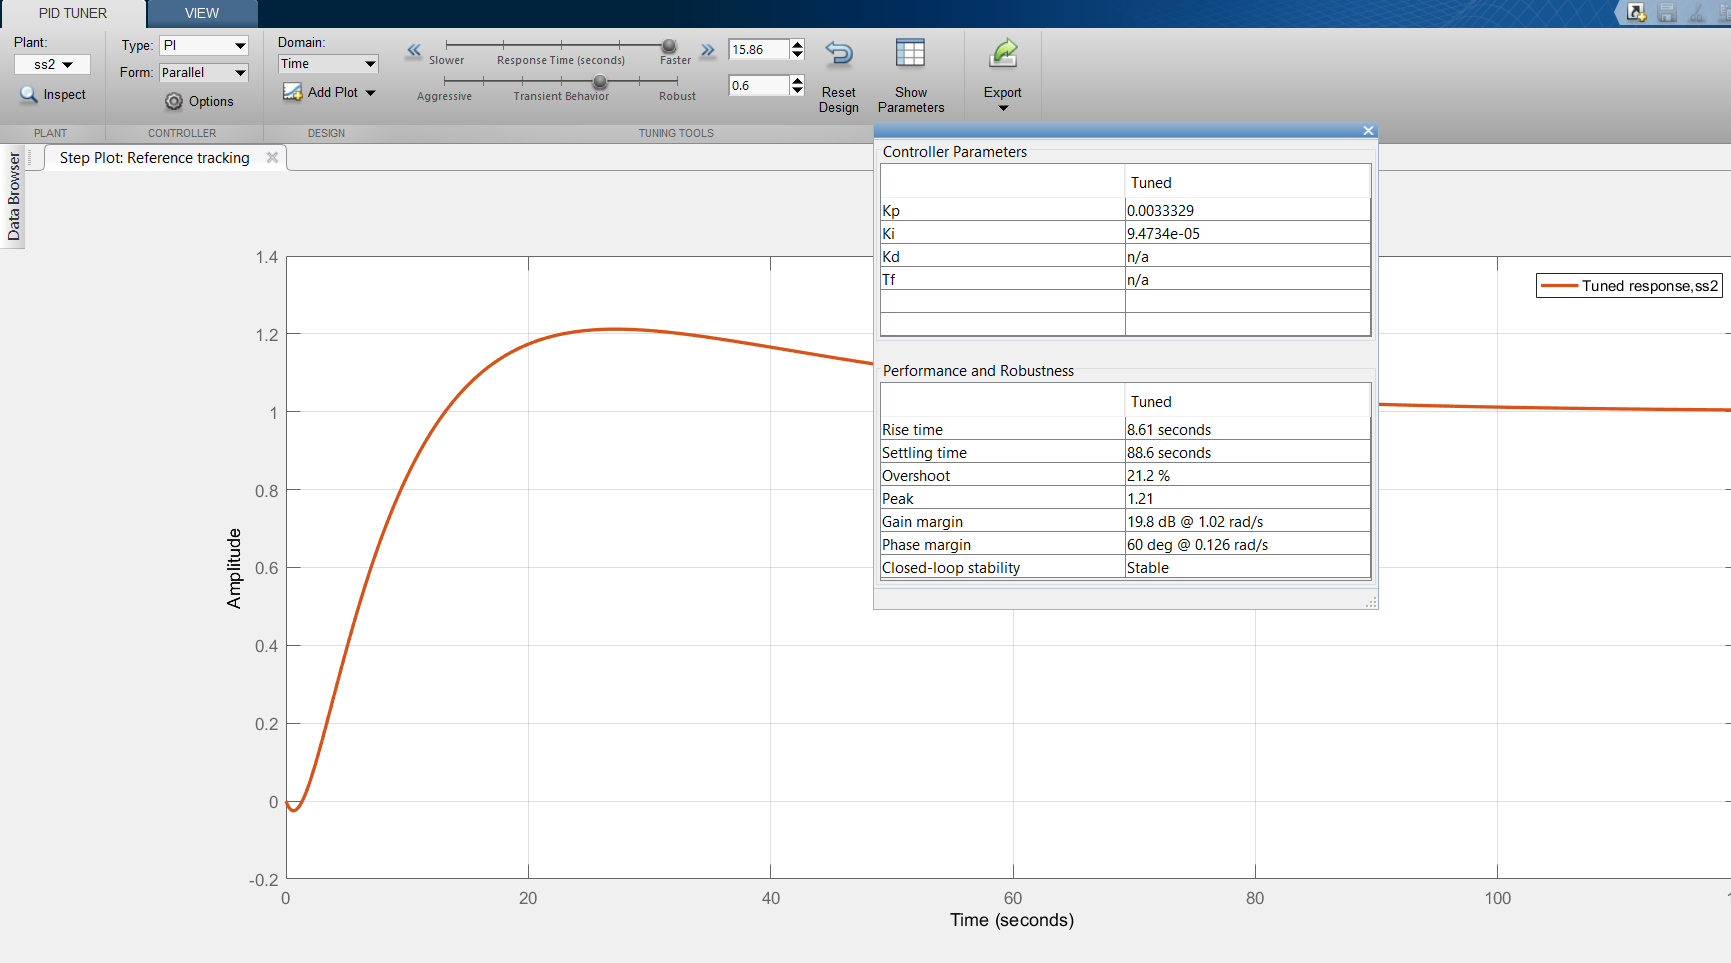 PID TUNER
VIEW
Plant:
ss2
Inspect
PLANT
Type: PI
Form: Parallel
Options
CONTROLLER
Domain:
Time
Add Plot
DESIGN
Slower Response Time (seconds) Faster
15.86
Aggressive Transient Behavior Robust
0.6
TUNING TOOLS
Reset
Design
Show
Parameters
Export
Data Browser
Step Plot: Reference tracking
Controller Parameters
Tuned
Kp 0.0033329
Ki 9.4734e-05
Kd n/a
Tf n/a
Performance and Robustness
Tuned
Rise time 8.61 seconds
Settling time 88.6 seconds
Overshoot 21.2 %
Peak 1.21
Gain margin 19.8 dB @ 1.02 rad/s
Phase margin 60 deg @ 0.126 rad/s
Closed-loop stability Stable
Tuned response,ss2
1.4
1.2
1
0.8
0.6
0.4
0.2
0
-0.2
Amplitude
0 20 40 60 80 100
Time (seconds)